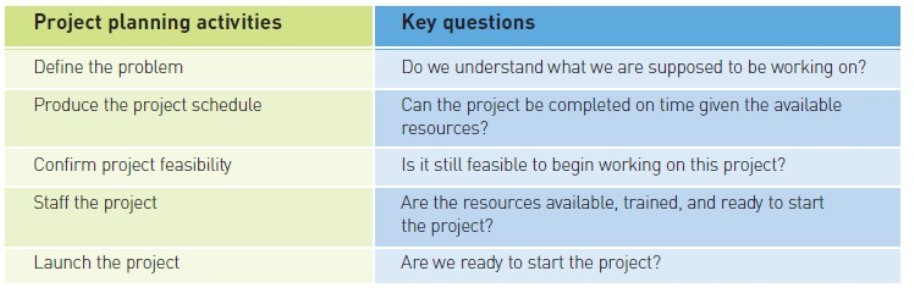 Project planning activities Key questions
Define the problem Do we understand what we are supposed to be working on?
Produce the project schedule Can the project be completed on time given the available
resources?
Confirm project feasibility Is it still feasible to begin working on this project?
Staff the project Are the resources available, trained, and ready to start
the project?
Launch the project Are we ready to start the project?